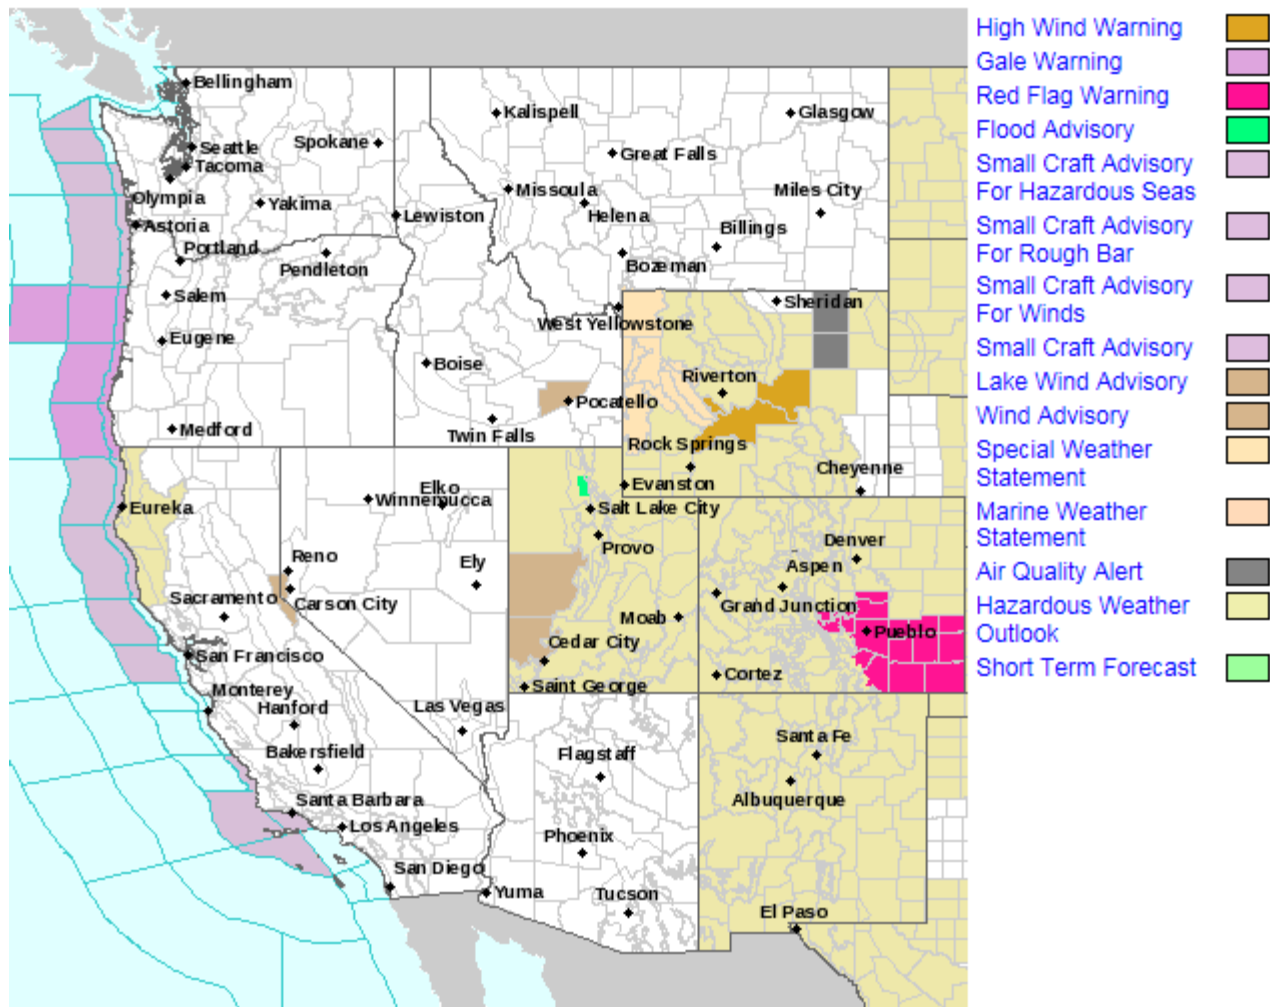 High Wind Warning
Gale Warning
Red Flag Warning
Flood Advisory
Small Craft Advisory
For Hazardous Seas
Small Craft Advisory
For Rough Bar
Small Craft Advisory
For Winds
Small Craft Advisory
Lake Wind Advisory
Wind Advisory
Special Weather
Statement
Marine Weather
Statement
Air Quality Alert
Hazardous Weather
Outlook
Short Term Forecast
Bellingham
Kalispell
Glasgow
Seattle
Spokane
Great Falls
Tacoma
Missoula
Miles City
Olympia
Yakima
Lewiston
Helena
Astoria
Billings
Portland
Pendleton
Bozeman
Salem
Sheridan
West Yellowstone
Eugene
Boise
Riverton
Pocatello
Medford
Twin Falls
Rock Springs
Cheyenne
Evanston
Elko
Winnemucca
Eureka
Salt Lake City
Provo
Denver
Reno
Ely
Aspen
Sacramento
Carson City
Grand Junction
Moab
Pueblo
Cedar City
San Francisco
Cortez
Saint George
Monterey
Hanford
Las Vegas
Santa Fe
Bakersfield
Flagstaff
Albuquerque
Santa Barbara
Los Angeles
Phoenix
San Diego
Yuma
Tucson
El Paso